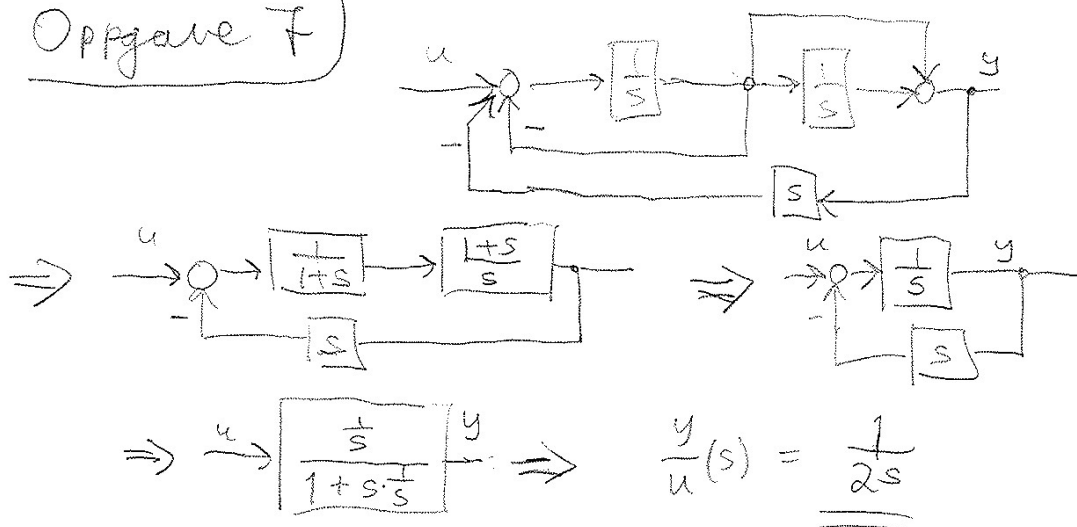 Oppgave 7
u 1/s 1/s y
− −
s
⇒ u 1/(1+s) (1+s)/s ⇒ u 1/s y
− s − s
⇒ u (1/s)/(1 + s·1/s) y ⇒ y/u (s) = 1/(2s)